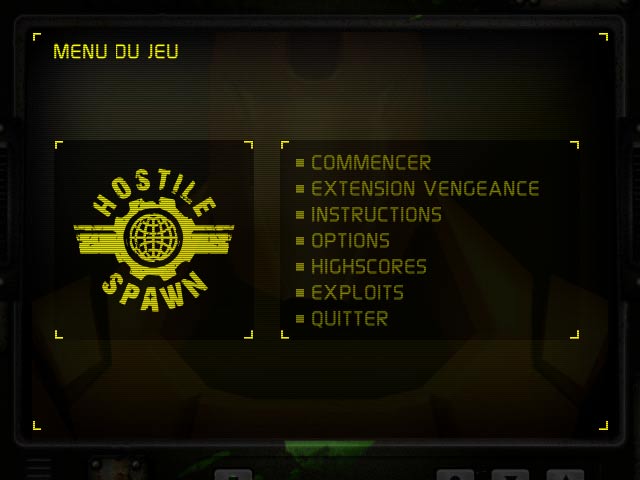 MENU DU JEU
HOSTILE
SPAWN
COMMENCER
EXTENSION VENGEANCE
INSTRUCTIONS
OPTIONS
HIGHSCORES
EXPLOITS
QUITTER